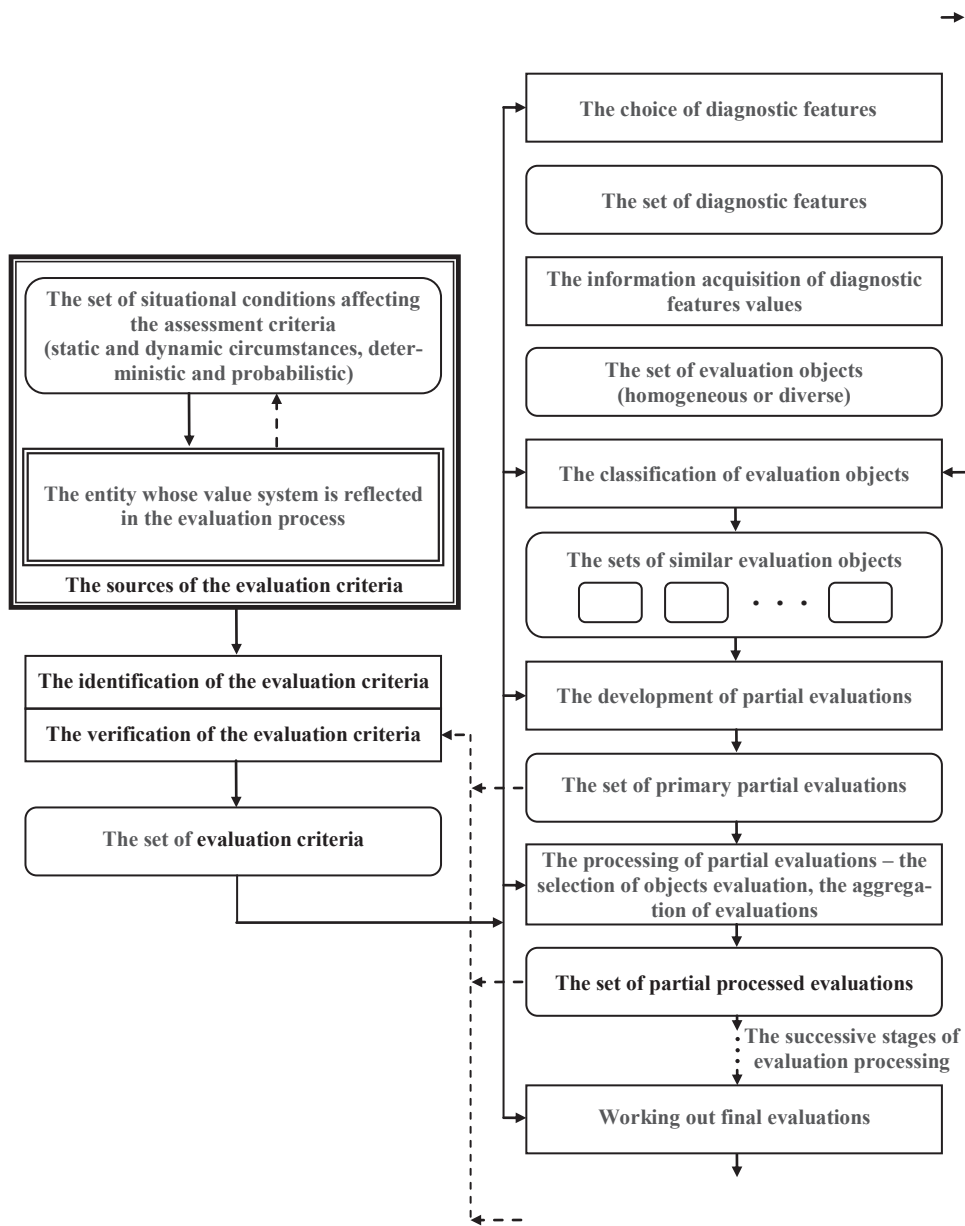 The choice of diagnostic features
The set of diagnostic features
The information acquisition of diagnostic
features values
The set of evaluation objects
(homogeneous or diverse)
The classification of evaluation objects
The sets of similar evaluation objects
. . .
The development of partial evaluations
The set of primary partial evaluations
The processing of partial evaluations – the
selection of objects evaluation, the aggrega-
tion of evaluations
The set of partial processed evaluations
The successive stages of
evaluation processing
Working out final evaluations
The set of situational conditions affecting
the assessment criteria
(static and dynamic circumstances, deter-
ministic and probabilistic)
The entity whose value system is reflected
in the evaluation process
The sources of the evaluation criteria
The identification of the evaluation criteria
The verification of the evaluation criteria
The set of evaluation criteria